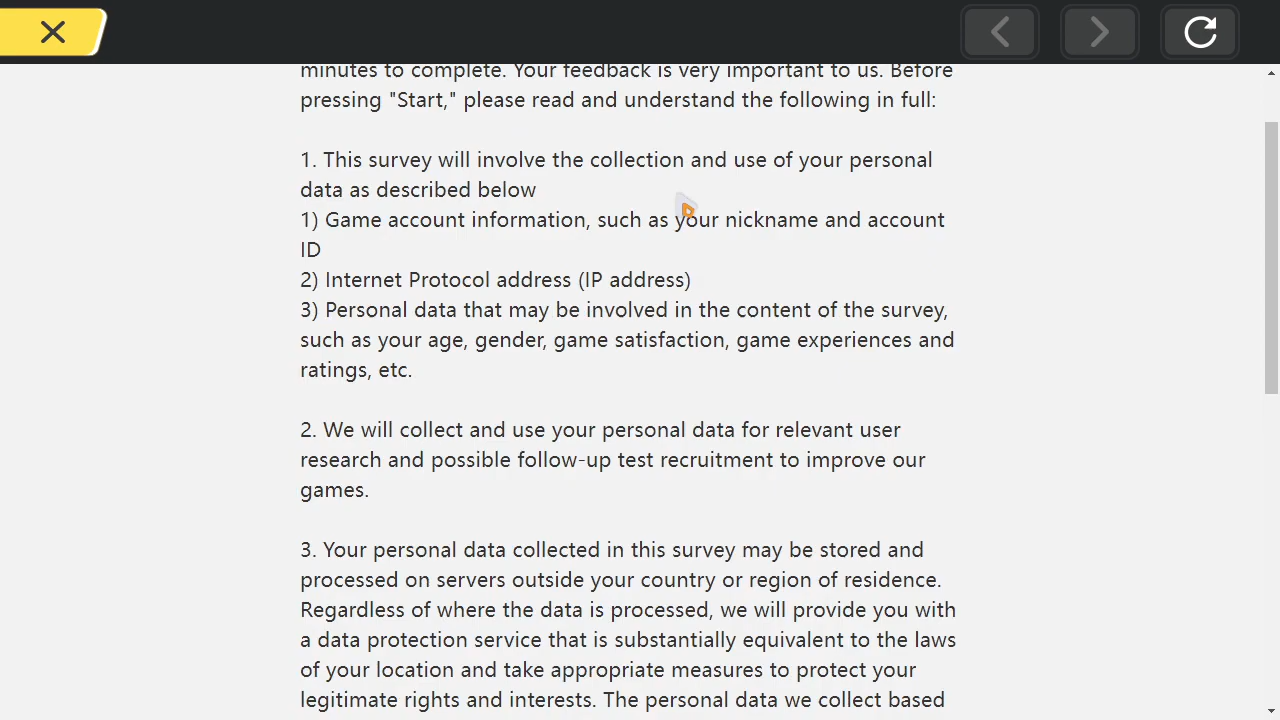 minutes to complete. Your feedback is very important to us. Before
pressing "Start," please read and understand the following in full:
1. This survey will involve the collection and use of your personal
data as described below
1) Game account information, such as your nickname and account
ID
2) Internet Protocol address (IP address)
3) Personal data that may be involved in the content of the survey,
such as your age, gender, game satisfaction, game experiences and
ratings, etc.
2. We will collect and use your personal data for relevant user
research and possible follow-up test recruitment to improve our
games.
3. Your personal data collected in this survey may be stored and
processed on servers outside your country or region of residence.
Regardless of where the data is processed, we will provide you with
a data protection service that is substantially equivalent to the laws
of your location and take appropriate measures to protect your
legitimate rights and interests. The personal data we collect based